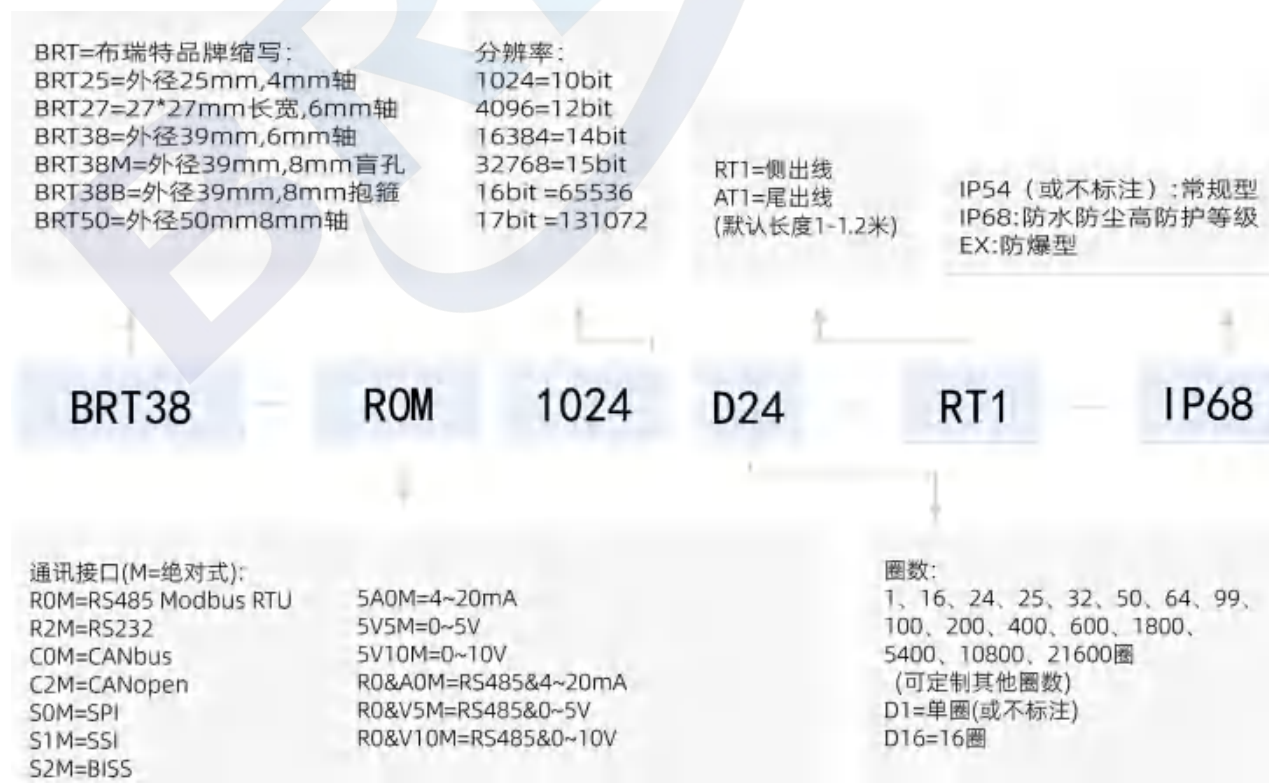 BRT=布瑞特品牌缩写:
BRT25=外径25mm,4mm轴
BRT27=27*27mm长宽,6mm轴
BRT38=外径39mm,6mm轴
BRT38M=外径39mm,8mm盲孔
BRT38B=外径39mm,8mm抱箍
BRT50=外径50mm8mm轴
分辨率:
1024=10bit
4096=12bit
16384=14bit
32768=15bit
16bit =65536
17bit =131072
RT1=侧出线
AT1=尾出线
(默认长度1-1.2米)
IP54（或不标注）:常规型
IP68:防水防尘高防护等级
EX:防爆型
BRT38 - R0M 1024 D24 - RT1 - IP68
通讯接口(M=绝对式):
R0M=RS485 Modbus RTU
R2M=RS232
C0M=CANbus
C2M=CANopen
S0M=SPI
S1M=SSI
S2M=BISS
5A0M=4~20mA
5V5M=0~5V
5V10M=0~10V
R0&A0M=RS485&4~20mA
R0&V5M=RS485&0~5V
R0&V10M=RS485&0~10V
圈数:
1、16、24、25、32、50、64、99、
100、200、400、600、1800、
5400、10800、21600圈
(可定制其他圈数)
D1=单圈(或不标注)
D16=16圈